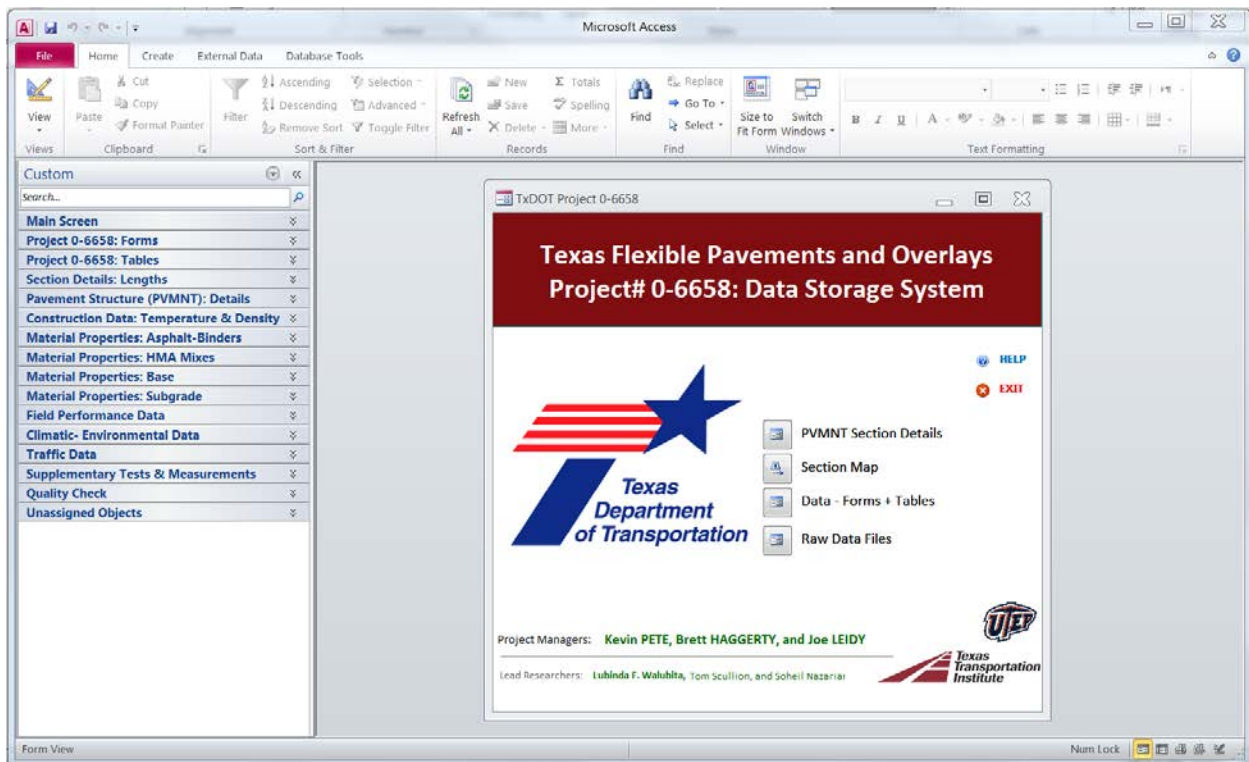 Microsoft Access
File Home Create External Data Database Tools
View
Views
Paste
Cut
Copy
Format Painter
Clipboard
Filter
Ascending
Descending
Remove Sort
Selection
Advanced
Toggle Filter
Sort & Filter
Refresh
All
New
Save
Delete
Totals
Spelling
More
Records
Find
Replace
Go To
Select
Find
Size to
Fit Form
Switch
Windows
Window
B I U A
Text Formatting
Custom
Search...
Main Screen
Project 0-6658: Forms
Project 0-6658: Tables
Section Details: Lengths
Pavement Structure (PVMNT): Details
Construction Data: Temperature & Density
Material Properties: Asphalt-Binders
Material Properties: HMA Mixes
Material Properties: Base
Material Properties: Subgrade
Field Performance Data
Climatic- Environmental Data
Traffic Data
Supplementary Tests & Measurements
Quality Check
Unassigned Objects
TxDOT Project 0-6658
Texas Flexible Pavements and Overlays
Project# 0-6658: Data Storage System
HELP
EXIT
Texas
Department
of Transportation
PVMNT Section Details
Section Map
Data - Forms + Tables
Raw Data Files
Project Managers: Kevin PETE, Brett HAGGERTY, and Joe LEIDY
Lead Researchers: Lubinda F. Walubita, Tom Scullion, and Soheil Nazarian
UTEP
Texas
Transportation
Institute
Form View
Num Lock